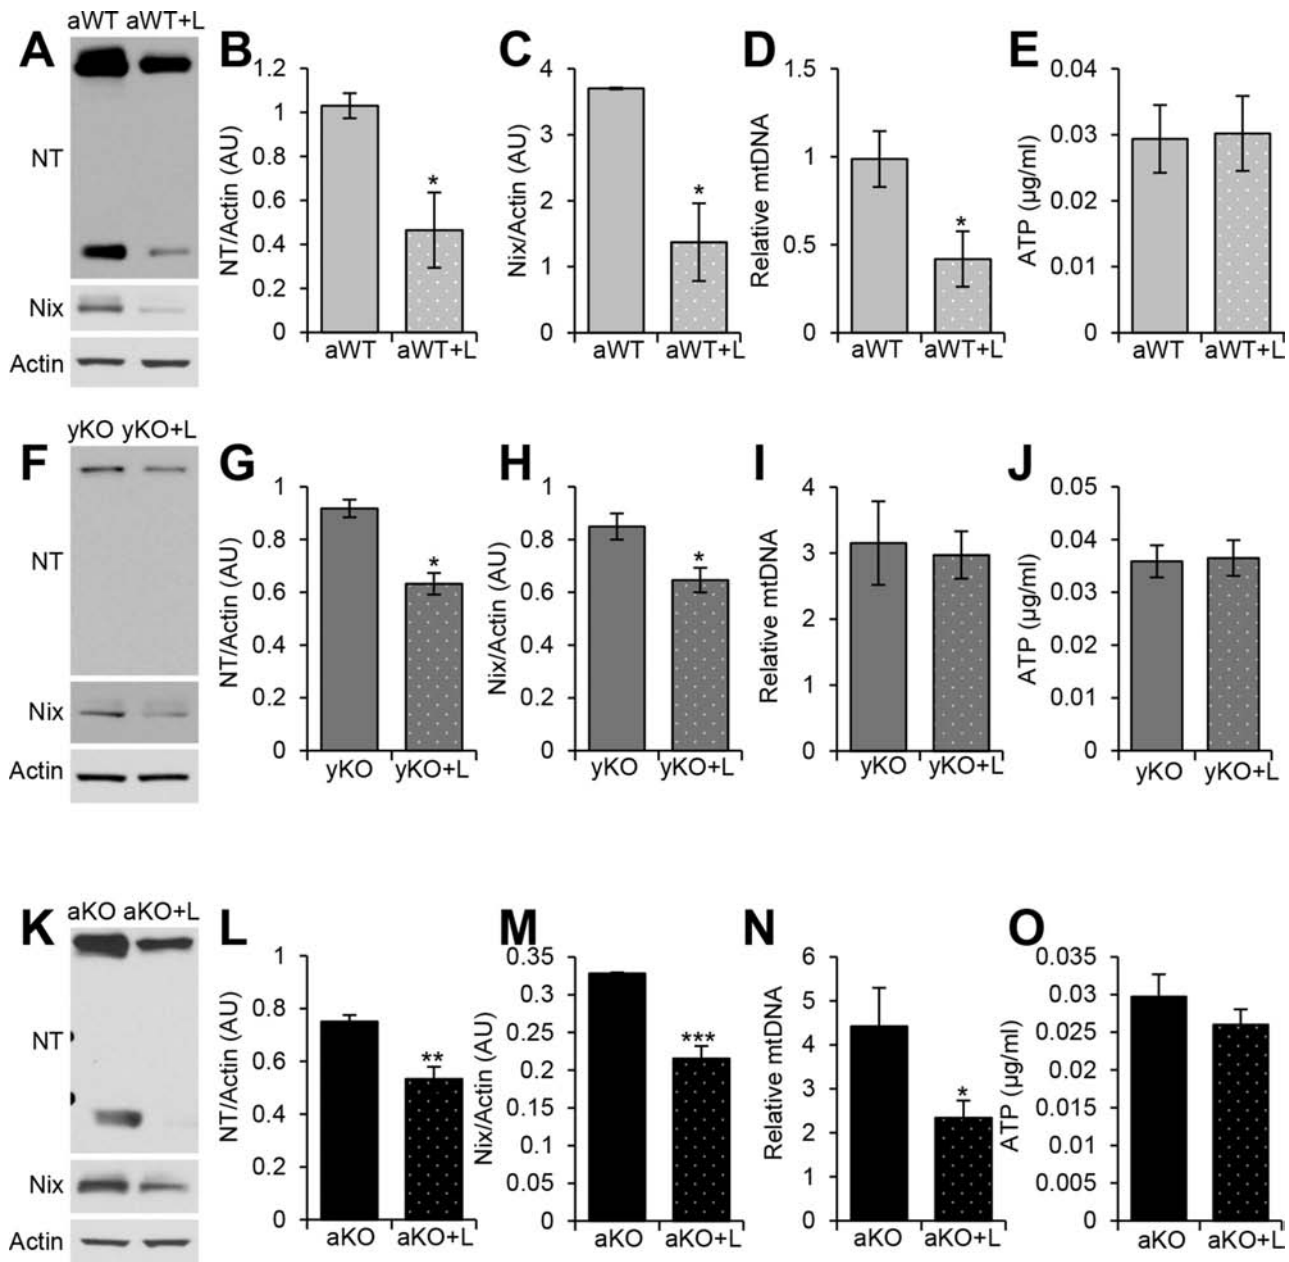 aWT aWT+L
A
NT
Nix
Actin
B
NT/Actin (AU)
1.2
1
0.8
0.6
0.4
0.2
0
*
aWT aWT+L
C
Nix/Actin (AU)
4
3
2
1
0
*
aWT aWT+L
D
Relative mtDNA
1.5
1
0.5
0
*
aWT aWT+L
E
ATP (µg/ml)
0.04
0.03
0.02
0.01
0
aWT aWT+L
yKO yKO+L
F
NT
Nix
Actin
G
NT/Actin (AU)
1
0.8
0.6
0.4
0.2
0
*
yKO yKO+L
H
Nix/Actin (AU)
1
0.8
0.6
0.4
0.2
0
*
yKO yKO+L
I
Relative mtDNA
4
3
2
1
0
yKO yKO+L
J
ATP (µg/ml)
0.05
0.04
0.03
0.02
0.01
0
yKO yKO+L
aKO aKO+L
K
NT
Nix
Actin
L
NT/Actin (AU)
1
0.8
0.6
0.4
0.2
0
**
aKO aKO+L
M
Nix/Actin (AU)
0.35
0.3
0.25
0.2
0.15
0.1
0.05
0
***
aKO aKO+L
N
Relative mtDNA
6
5
4
3
2
1
0
*
aKO aKO+L
O
ATP (µg/ml)
0.035
0.03
0.025
0.02
0.015
0.01
0.005
0
aKO aKO+L